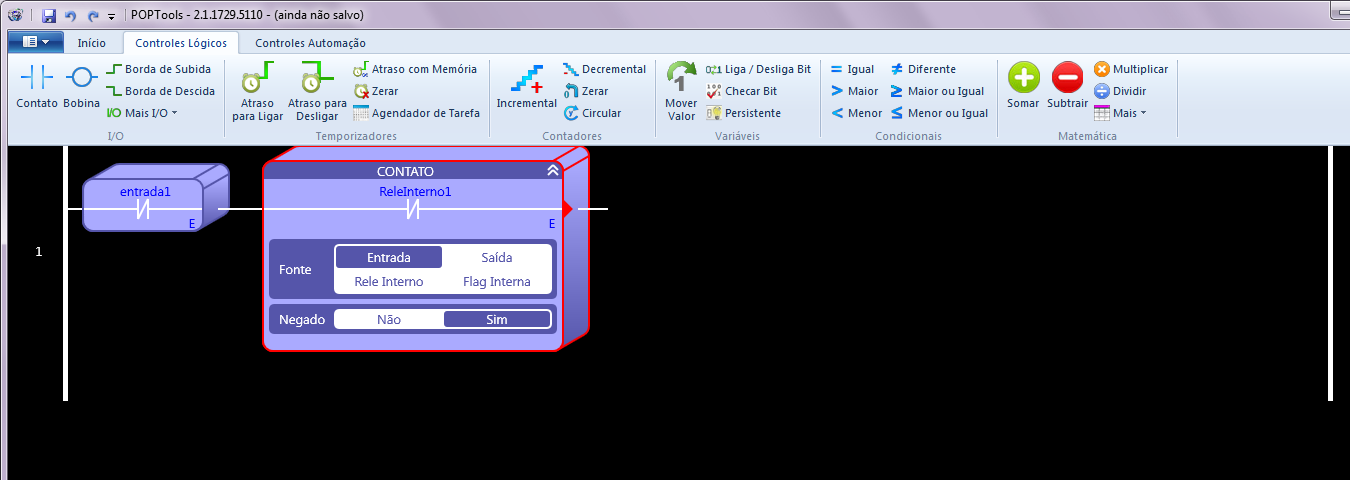 POPTools - 2.1.1729.5110 - (ainda não salvo)
Início Controles Lógicos Controles Automação
Contato Bobina
Borda de Subida
Borda de Descida
I/O Mais I/O
I/O
Atraso para Ligar
Atraso para Desligar
Atraso com Memória
Zerar
Agendador de Tarefa
Temporizadores
Incremental
Decremental
Zerar
Circular
Contadores
1
Mover Valor
Liga / Desliga Bit
Checar Bit
Persistente
Variáveis
= Igual ≠ Diferente
> Maior ≥ Maior ou Igual
< Menor ≤ Menor ou Igual
Condicionais
Somar Subtrair
Multiplicar
Dividir
Mais
Matemática
1
entrada1
E
CONTATO
ReleInterno1
E
Fonte
Entrada Saída
Rele Interno Flag Interna
Negado Não Sim